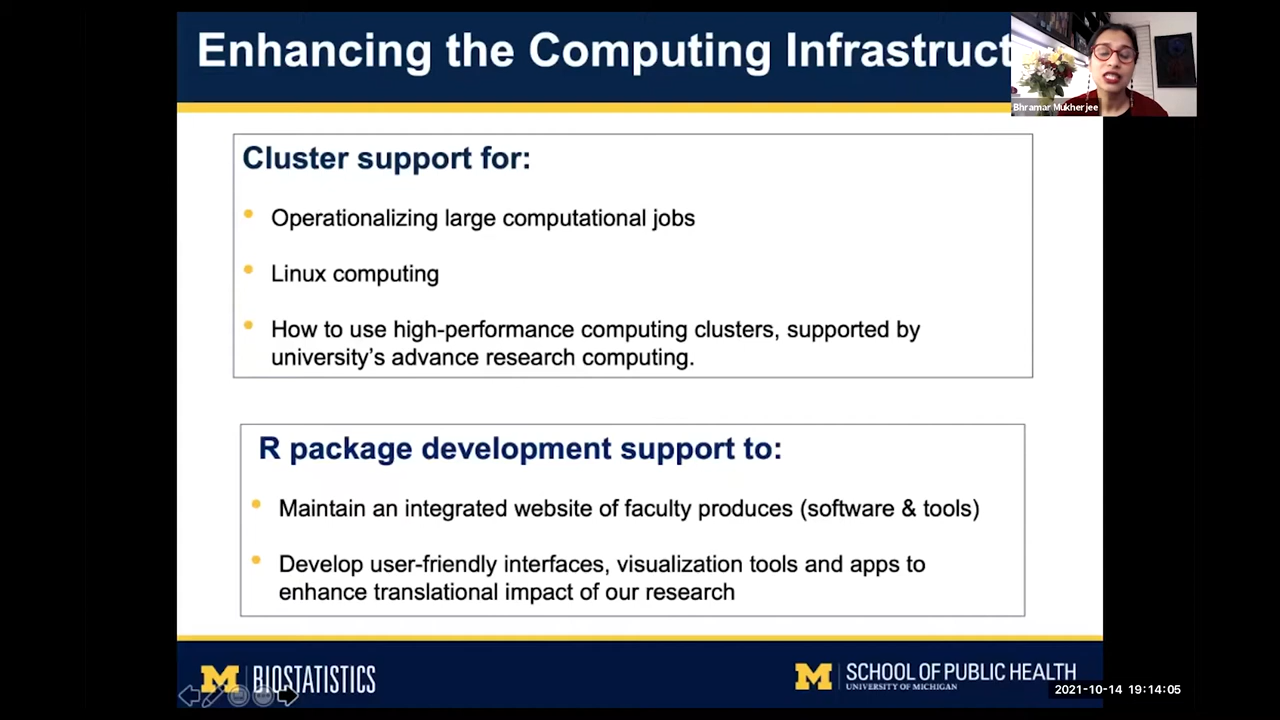 Enhancing the Computing Infrastruct
Bhramar Mukherjee
Cluster support for:
• Operationalizing large computational jobs
• Linux computing
• How to use high-performance computing clusters, supported by
university’s advance research computing.
R package development support to:
• Maintain an integrated website of faculty produces (software & tools)
• Develop user-friendly interfaces, visualization tools and apps to
enhance translational impact of our research
M BIOSTATISTICS
M SCHOOL OF PUBLIC HEALTH
UNIVERSITY OF MICHIGAN
2021-10-14 19:14:05